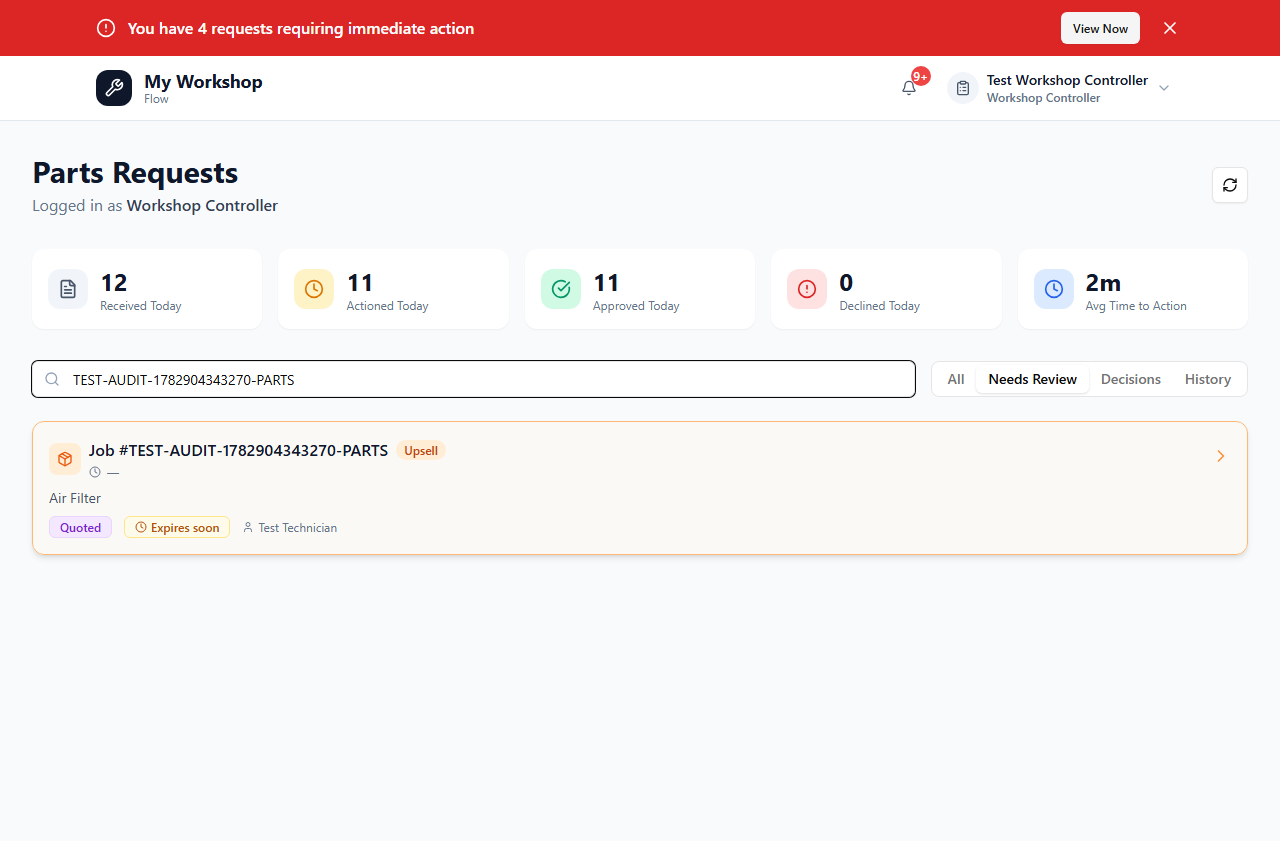 You have 4 requests requiring immediate action
View Now
My Workshop
Flow
9+
Test Workshop Controller
Workshop Controller
Parts Requests
Logged in as Workshop Controller
12
Received Today
11
Actioned Today
11
Approved Today
0
Declined Today
2m
Avg Time to Action
TEST-AUDIT-1782904343270-PARTS
All
Needs Review
Decisions
History
Job #TEST-AUDIT-1782904343270-PARTS
Upsell
—
Air Filter
Quoted
Expires soon
Test Technician